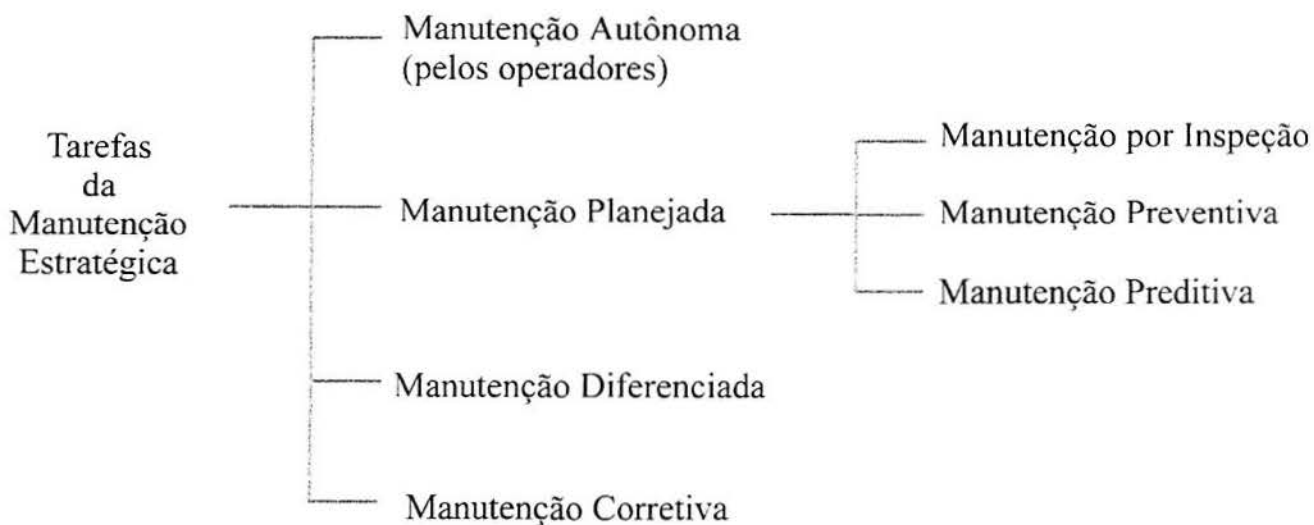 Tarefas
da
Manutenção
Estratégica
Manutenção Autônoma
(pelos operadores)
Manutenção Planejada
Manutenção por Inspeção
Manutenção Preventiva
Manutenção Preditiva
Manutenção Diferenciada
Manutenção Corretiva